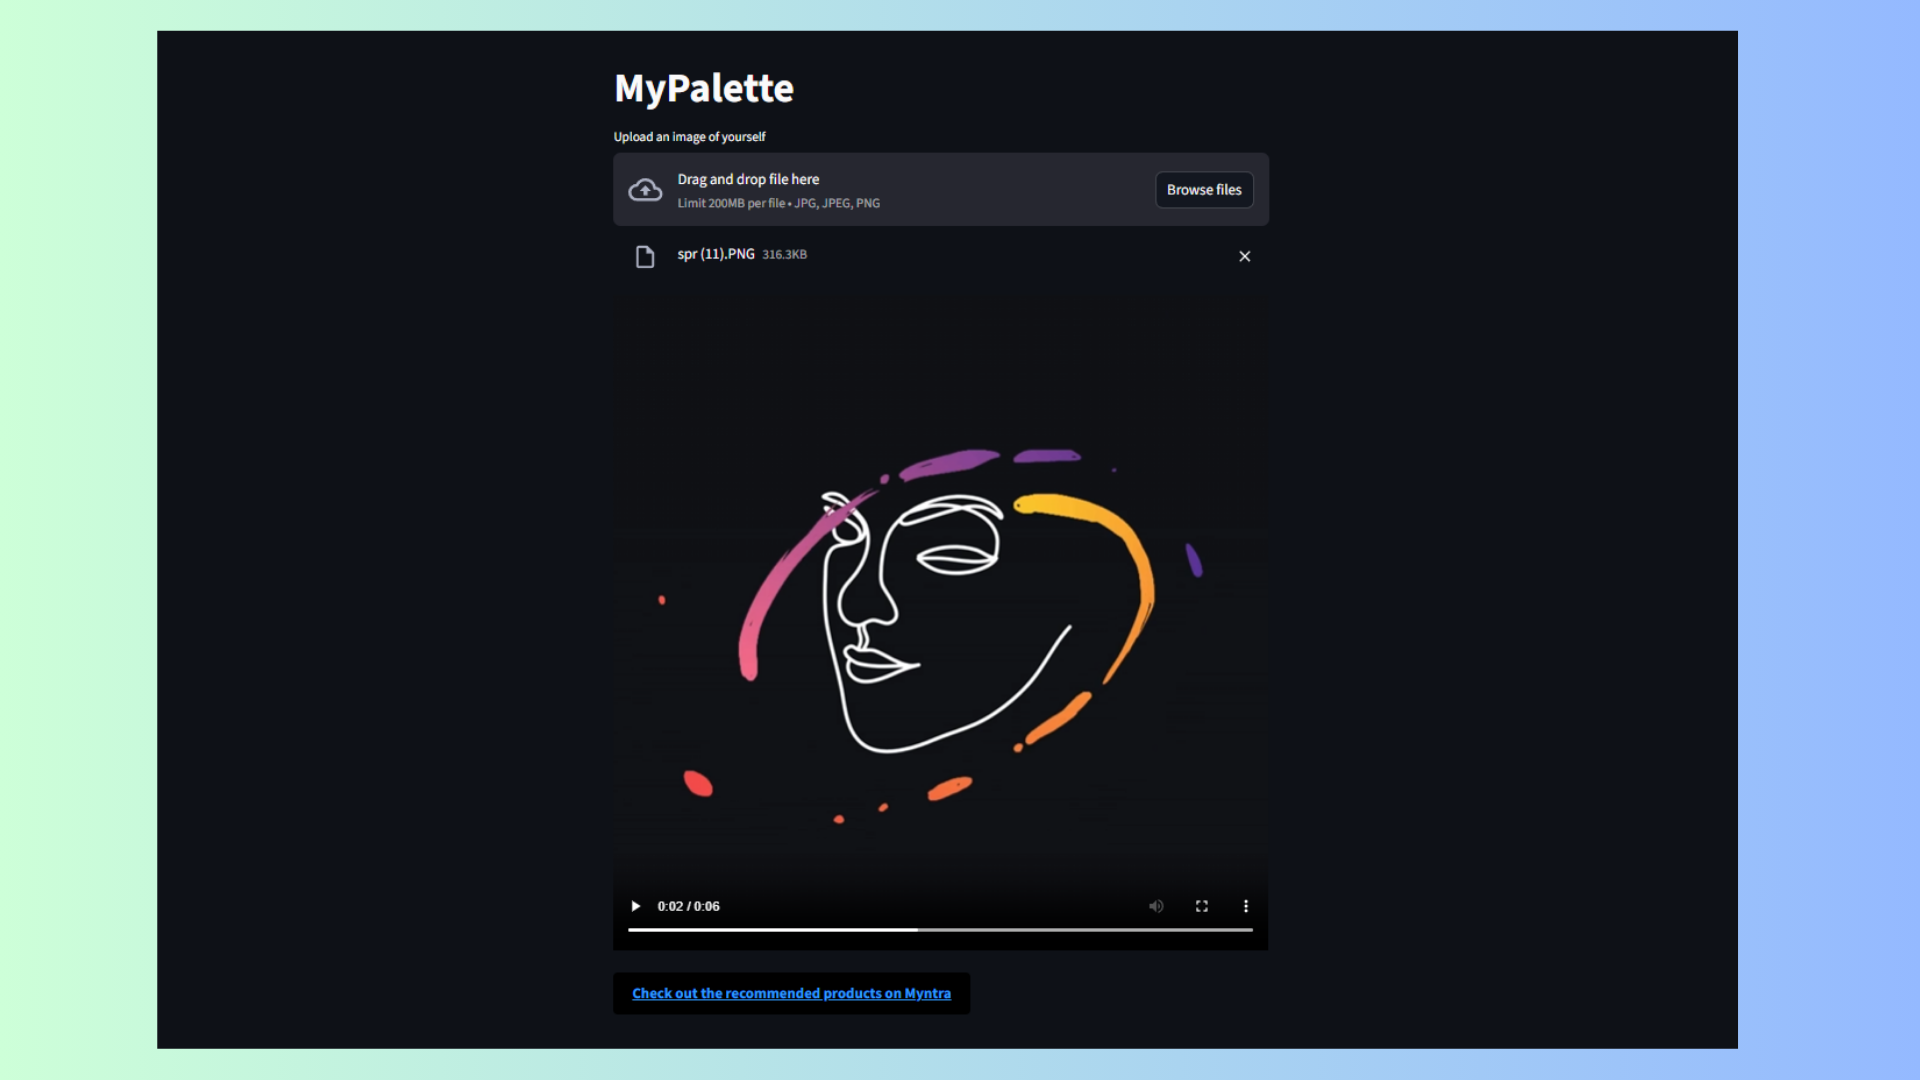 MyPalette
Upload an image of yourself
Drag and drop file here
Limit 200MB per file • JPG, JPEG, PNG
Browse files
spr (11).PNG 316.3KB
0:02 / 0:06
Check out the recommended products on Myntra